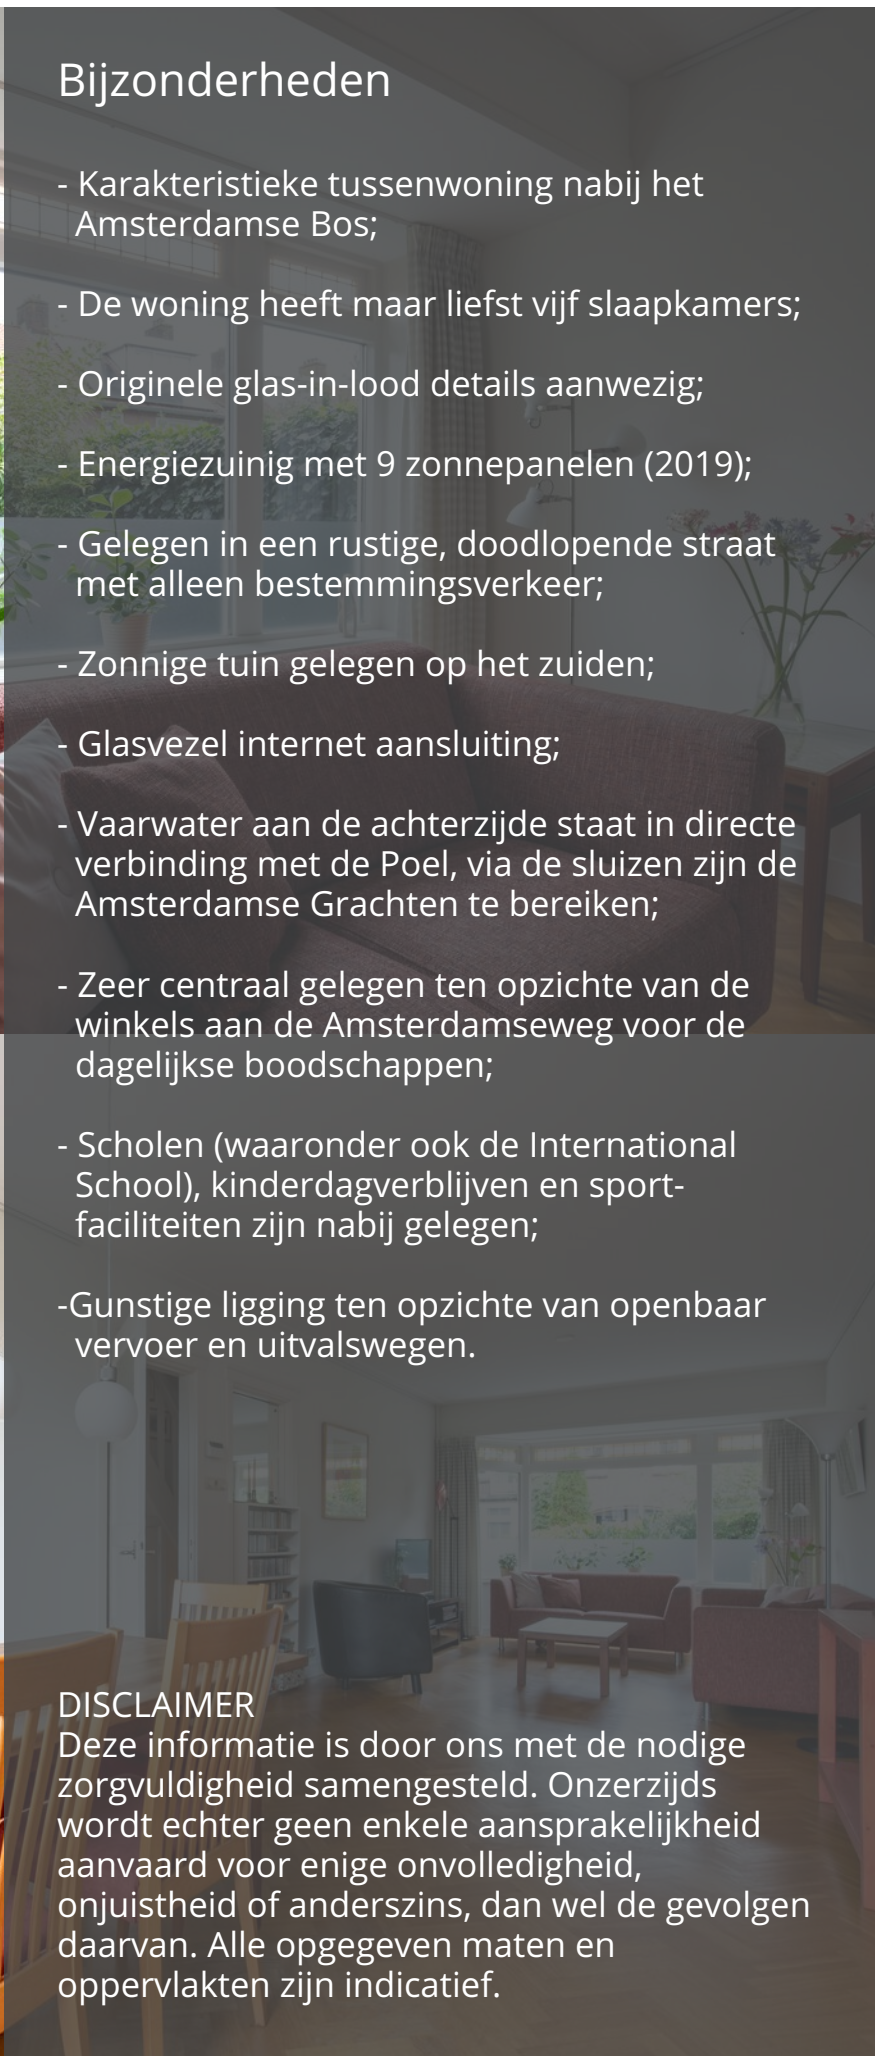 Bijzonderheden
- Karakteristieke tussenwoning nabij het
Amsterdamse Bos;
- De woning heeft maar liefst vijf slaapkamers;
- Originele glas-in-lood details aanwezig;
- Energiezuinig met 9 zonnepanelen (2019);
- Gelegen in een rustige, doodlopende straat
met alleen bestemmingsverkeer;
- Zonnige tuin gelegen op het zuiden;
- Glasvezel internet aansluiting;
- Vaarwater aan de achterzijde staat in directe
verbinding met de Poel, via de sluizen zijn de
Amsterdamse Grachten te bereiken;
- Zeer centraal gelegen ten opzichte van de
winkels aan de Amsterdamseweg voor de
dagelijkse boodschappen;
- Scholen (waaronder ook de International
School), kinderdagverblijven en sport-
faciliteiten zijn nabij gelegen;
-Gunstige ligging ten opzichte van openbaar
vervoer en uitvalswegen.
DISCLAIMER
Deze informatie is door ons met de nodige
zorgvuldigheid samengesteld. Onzerzijds
wordt echter geen enkele aansprakelijkheid
aanvaard voor enige onvolledigheid,
onjuistheid of anderszins, dan wel de gevolgen
daarvan. Alle opgegeven maten en
oppervlakten zijn indicatief.